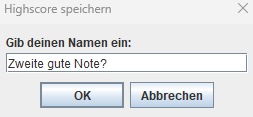 Highscore speichern
Gib deinen Namen ein:
Zweite gute Note?
OK Abbrechen